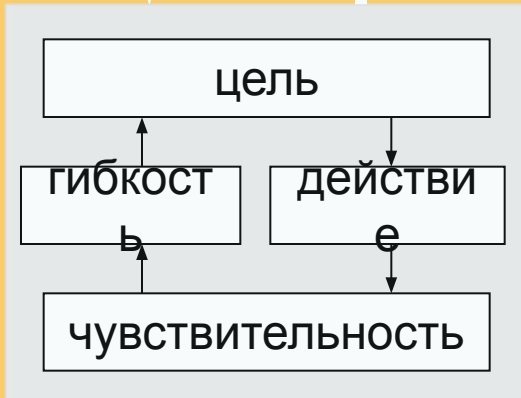 цель
гибкост
ь
действи
е
чувствительность